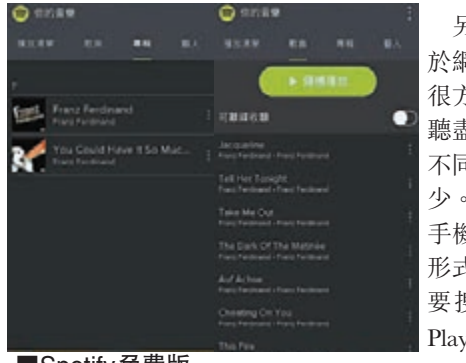 你的音樂
播放清單 歌曲 專輯 藝人
F
Franz Ferdinand
Franz Ferdinand
You Could Have It So Muc...
Franz Ferdinand
你的音樂
播放清單 歌曲 專輯 藝人
隨機播放
可離線收聽
Jacqueline
Franz Ferdinand • Franz Ferdinand
Tell Her Tonight
Franz Ferdinand • Franz Ferdinand
Take Me Out
Franz Ferdinand • Franz Ferdinand
The Dark Of The Matinée
Franz Ferdinand • Franz Ferdinand
Auf Achse
Franz Ferdinand • Franz Ferdinand
Cheating On You
Franz Ferdinand • Franz Ferdinand
This Fire
■Spotify免費版
另
於網
很方
聽盡
不同
少。
手機
形式
要搜
Play